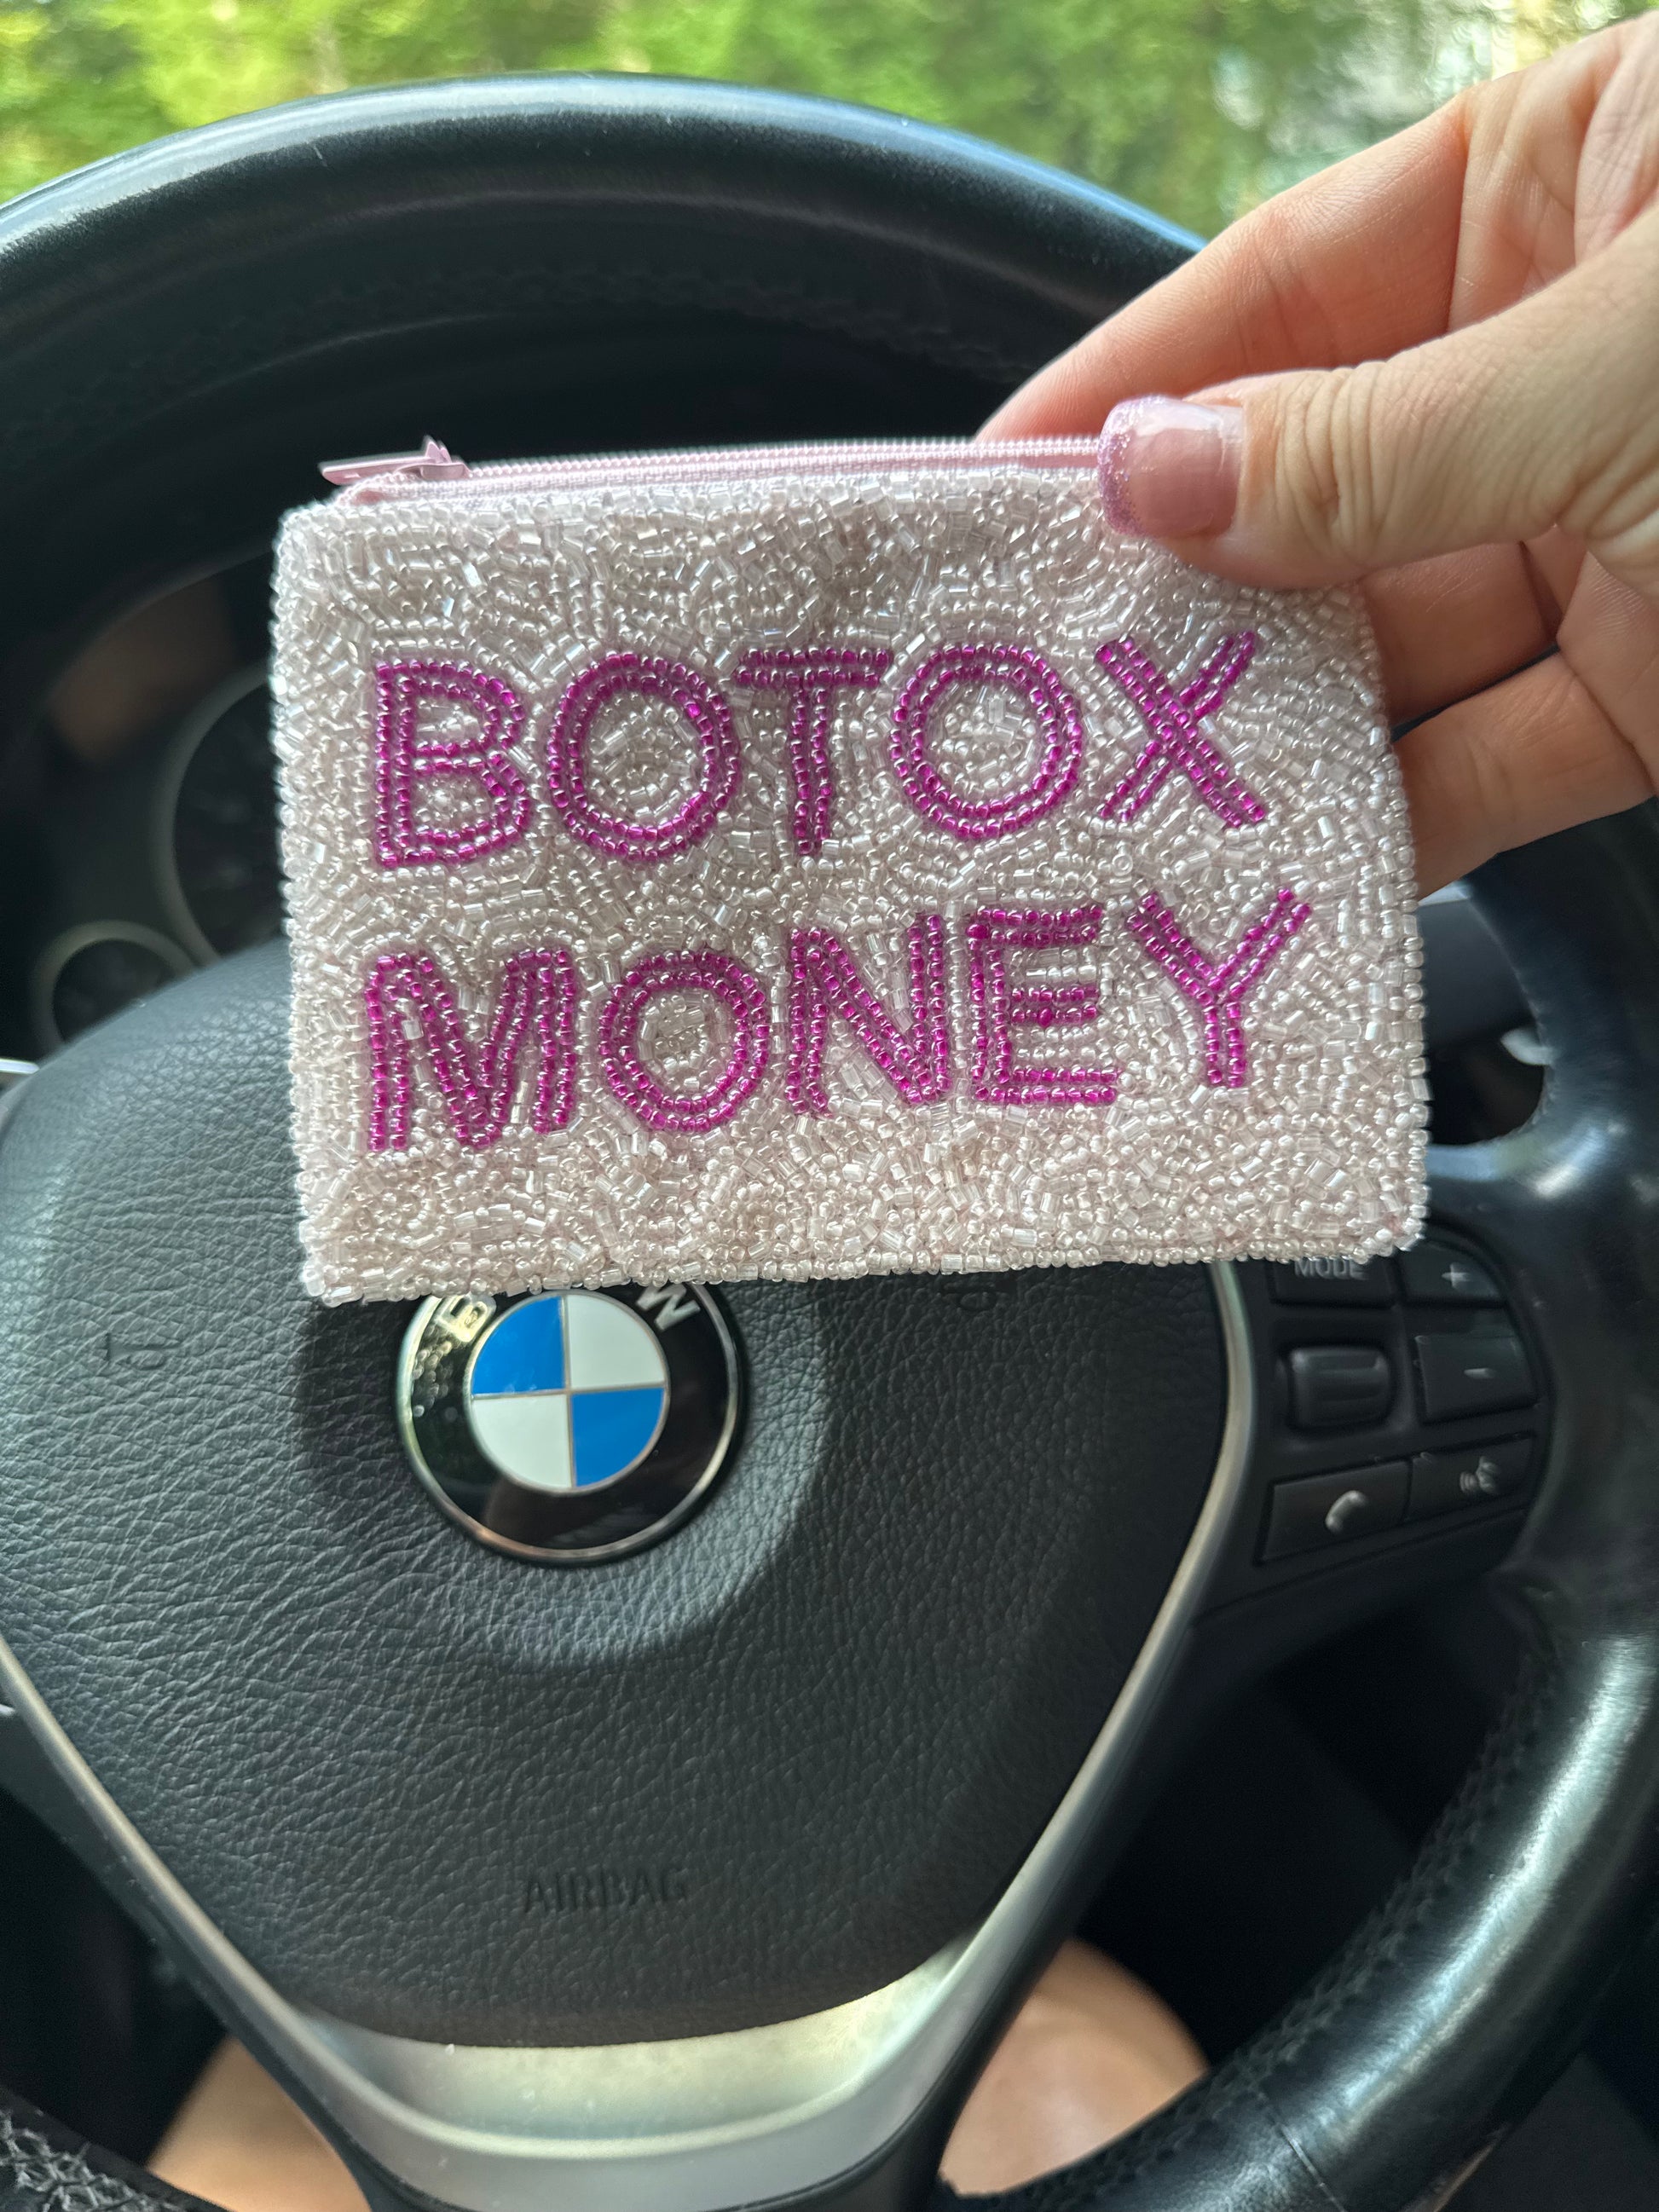 BOTOX
MONEY
MODE
+
-
B W
AIRBAG